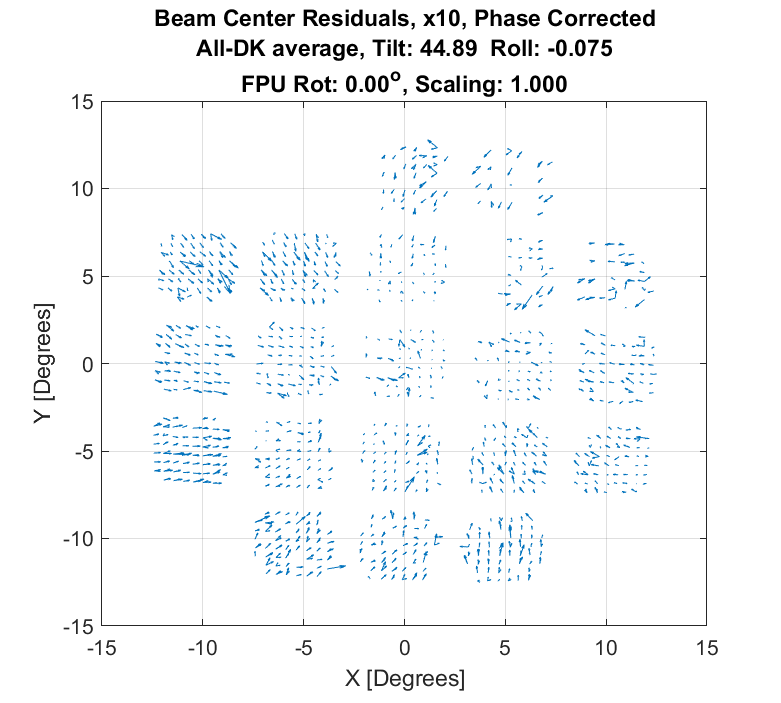 Beam Center Residuals, x10, Phase Corrected
All-DK average, Tilt: 44.89 Roll: -0.075
FPU Rot: 0.00°, Scaling: 1.000
15
10
5
0
-5
-10
-15
Y [Degrees]
-15 -10 -5 0 5 10 15
X [Degrees]